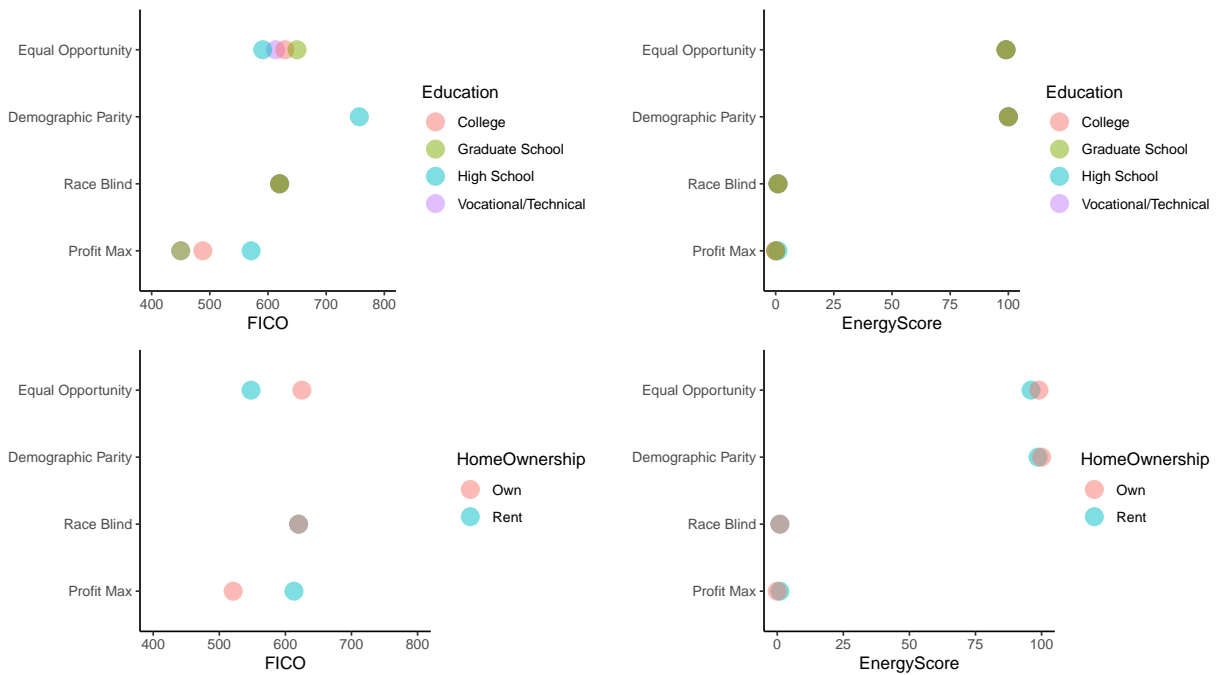 Equal Opportunity
Demographic Parity
Race Blind
Profit Max
400 500 600 700 800
FICO
Education
College
Graduate School
High School
Vocational/Technical
Equal Opportunity
Demographic Parity
Race Blind
Profit Max
0 25 50 75 100
EnergyScore
Education
College
Graduate School
High School
Vocational/Technical
Equal Opportunity
Demographic Parity
Race Blind
Profit Max
400 500 600 700 800
FICO
HomeOwnership
Own
Rent
Equal Opportunity
Demographic Parity
Race Blind
Profit Max
0 25 50 75 100
EnergyScore
HomeOwnership
Own
Rent